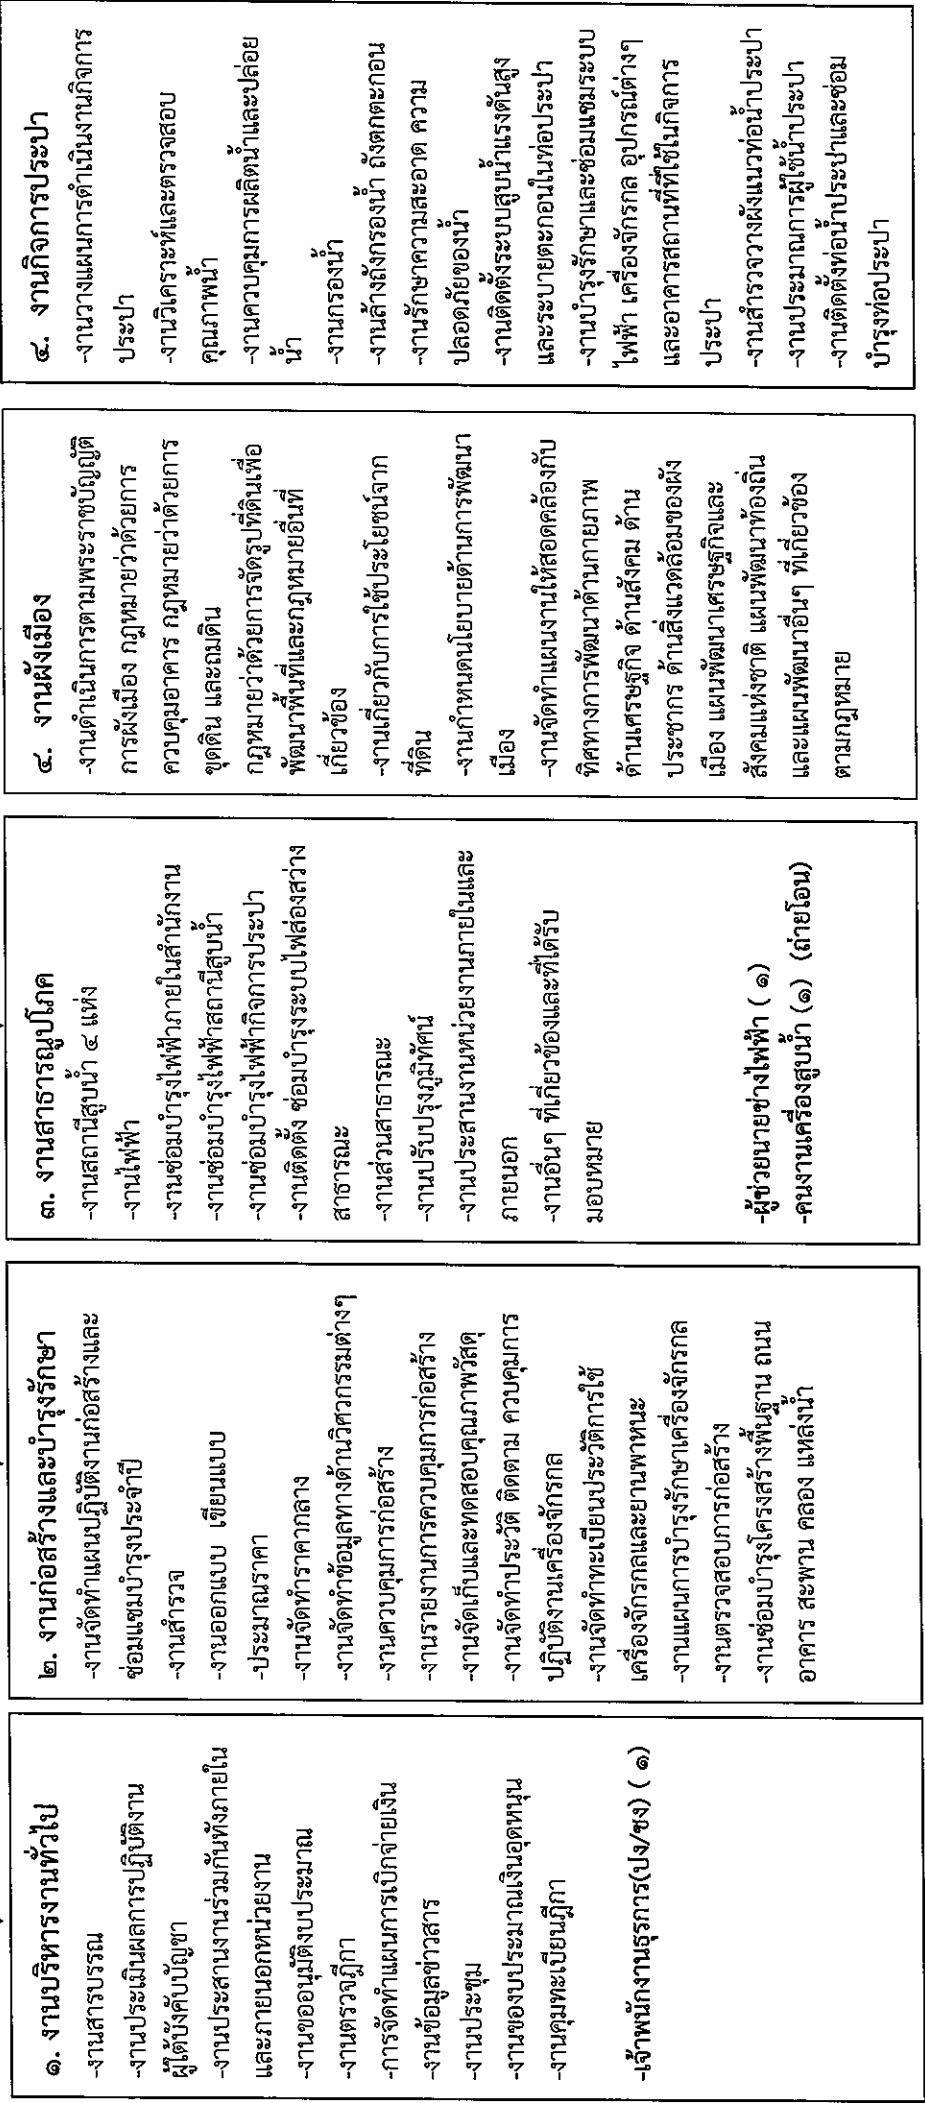 ๑. งานบริหารงานทั่วไป
-งานสารบรรณ
-งานประเมินผลการปฏิบัติงาน
ผู้ใต้บังคับบัญชา
-งานประสานงานร่วมกันทั้งภายใน
และภายนอกหน่วยงาน
-งานขออนุมัติงบประมาณ
-งานตรวจฎีกา
-การจัดทำแผนการเบิกจ่ายเงิน
-งานข้อมูลข่าวสาร
-งานประชุม
-งานของบประมาณเงินอุดหนุน
-งานคุมทะเบียนฎีกา
-เจ้าพนักงานธุรการ(ปง/ชง) ( ๑)
๒. งานก่อสร้างและบำรุงรักษา
-งานจัดทำแผนปฏิบัติงานก่อสร้างและ
ซ่อมแซมบำรุงประจำปี
-งานสำรวจ
-งานออกแบบ เขียนแบบ
-ประมาณราคา
-งานจัดทำราคากลาง
-งานจัดทำข้อมูลทางด้านวิศวกรรมต่างๆ
-งานควบคุมการก่อสร้าง
-งานรายงานการควบคุมการก่อสร้าง
-งานจัดเก็บและทดสอบคุณภาพวัสดุ
-งานจัดทำประวัติ ติดตาม ควบคุมการ
ปฏิบัติงานเครื่องจักรกล
-งานจัดทำทะเบียนประวัติการใช้
เครื่องจักรกลและยานพาหนะ
-งานแผนการบำรุงรักษาเครื่องจักรกล
-งานตรวจสอบการก่อสร้าง
-งานซ่อมบำรุงโครงสร้างพื้นฐาน ถนน
อาคาร สะพาน คลอง แหล่งน้ำ
๓. งานสาธารณูปโภค
-งานสถานีสูบน้ำ ๔ แห่ง
-งานไฟฟ้า
-งานซ่อมบำรุงไฟฟ้าภายในสำนักงาน
-งานซ่อมบำรุงไฟฟ้าสถานีสูบน้ำ
-งานซ่อมบำรุงไฟฟ้ากิจการประปา
-งานติดตั้ง ซ่อมบำรุงระบบไฟส่องสว่าง
สาธารณะ
-งานสวนสาธารณะ
-งานปรับปรุงภูมิทัศน์
-งานประสานงานหน่วยงานภายในและ
ภายนอก
-งานอื่นๆ ที่เกี่ยวข้องและที่ได้รับ
มอบหมาย
-ผู้ช่วยนายช่างไฟฟ้า ( ๑)
-คนงานเครื่องสูบน้ำ (๑) (ถ่ายโอน)
๔. งานผังเมือง
-งานดำเนินการตามพระราชบัญญัติ
การผังเมือง กฎหมายว่าด้วยการ
ควบคุมอาคาร กฎหมายว่าด้วยการ
ขุดดิน และถมดิน
กฎหมายว่าด้วยการจัดรูปที่ดินเพื่อ
พัฒนาพื้นที่และกฎหมายอื่นที่
เกี่ยวข้อง
-งานเกี่ยวกับการใช้ประโยชน์จาก
ที่ดิน
-งานกำหนดนโยบายด้านการพัฒนา
เมือง
-งานจัดทำแผนงานให้สอดคล้องกับ
ทิศทางการพัฒนาด้านกายภาพ
ด้านเศรษฐกิจ ด้านสังคม ด้าน
ประชากร ด้านสิ่งแวดล้อมของผัง
เมือง แผนพัฒนาเศรษฐกิจและ
สังคมแห่งชาติ แผนพัฒนาท้องถิ่น
และแผนพัฒนาอื่นๆ ที่เกี่ยวข้อง
ตามกฎหมาย
๔. งานกิจการประปา
-งานวางแผนการดำเนินงานกิจการ
ประปา
-งานวิเคราะห์และตรวจสอบ
คุณภาพน้ำ
-งานควบคุมการผลิตน้ำและปล่อย
น้ำ
-งานกรองน้ำ
-งานล้างถังกรองน้ำ ถังตกตะกอน
-งานรักษาความสะอาด ความ
ปลอดภัยของน้ำ
-งานติดตั้งระบบสูบน้ำแรงดันสูง
และระบายตะกอนในท่อประปา
-งานบำรุงรักษาและซ่อมแซมระบบ
ไฟฟ้า เครื่องจักรกล อุปกรณ์ต่างๆ
และอาคารสถานที่ที่ใช้ในกิจการ
ประปา
-งานสำรวจวางผังแนวท่อน้ำประปา
-งานประมาณการผู้ใช้น้ำประปา
-งานติดตั้งท่อน้ำประปาและซ่อม
บำรุงท่อประปา